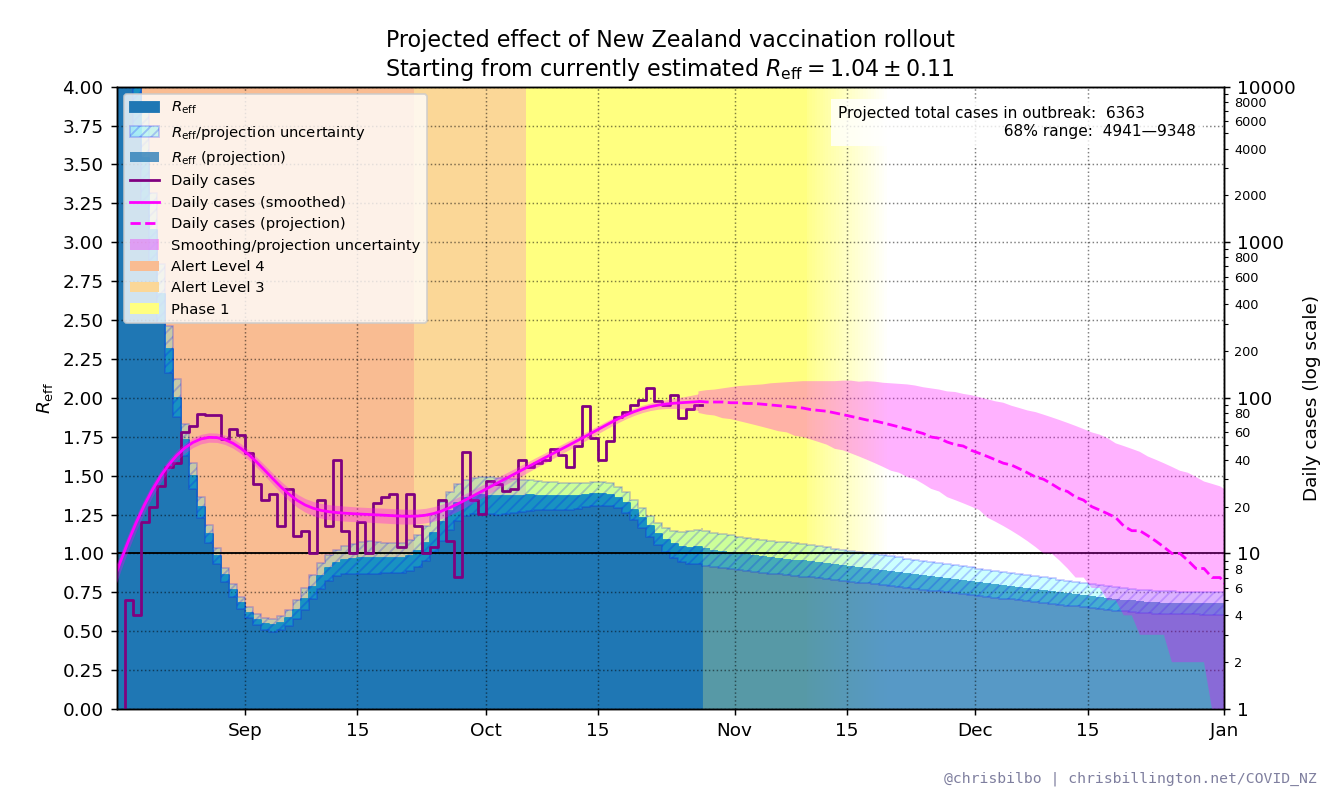 Projected effect of New Zealand vaccination rollout
Starting from currently estimated R_eff = 1.04 ± 0.11
4.00
3.75
3.50
3.25
3.00
2.75
2.50
2.25
2.00
1.75
1.50
1.25
1.00
0.75
0.50
0.25
0.00
R_eff
R_eff
R_eff/projection uncertainty
R_eff (projection)
Daily cases
Daily cases (smoothed)
Daily cases (projection)
Smoothing/projection uncertainty
Alert Level 4
Alert Level 3
Phase 1
Projected total cases in outbreak: 6363
68% range: 4941—9348
10000
8000
6000
4000
2000
1000
800
600
400
200
100
80
60
40
20
10
8
6
4
2
1
Daily cases (log scale)
Sep 15 Oct 15 Nov 15 Dec 15 Jan
@chrisbilbo | chrisbillington.net/COVID_NZ